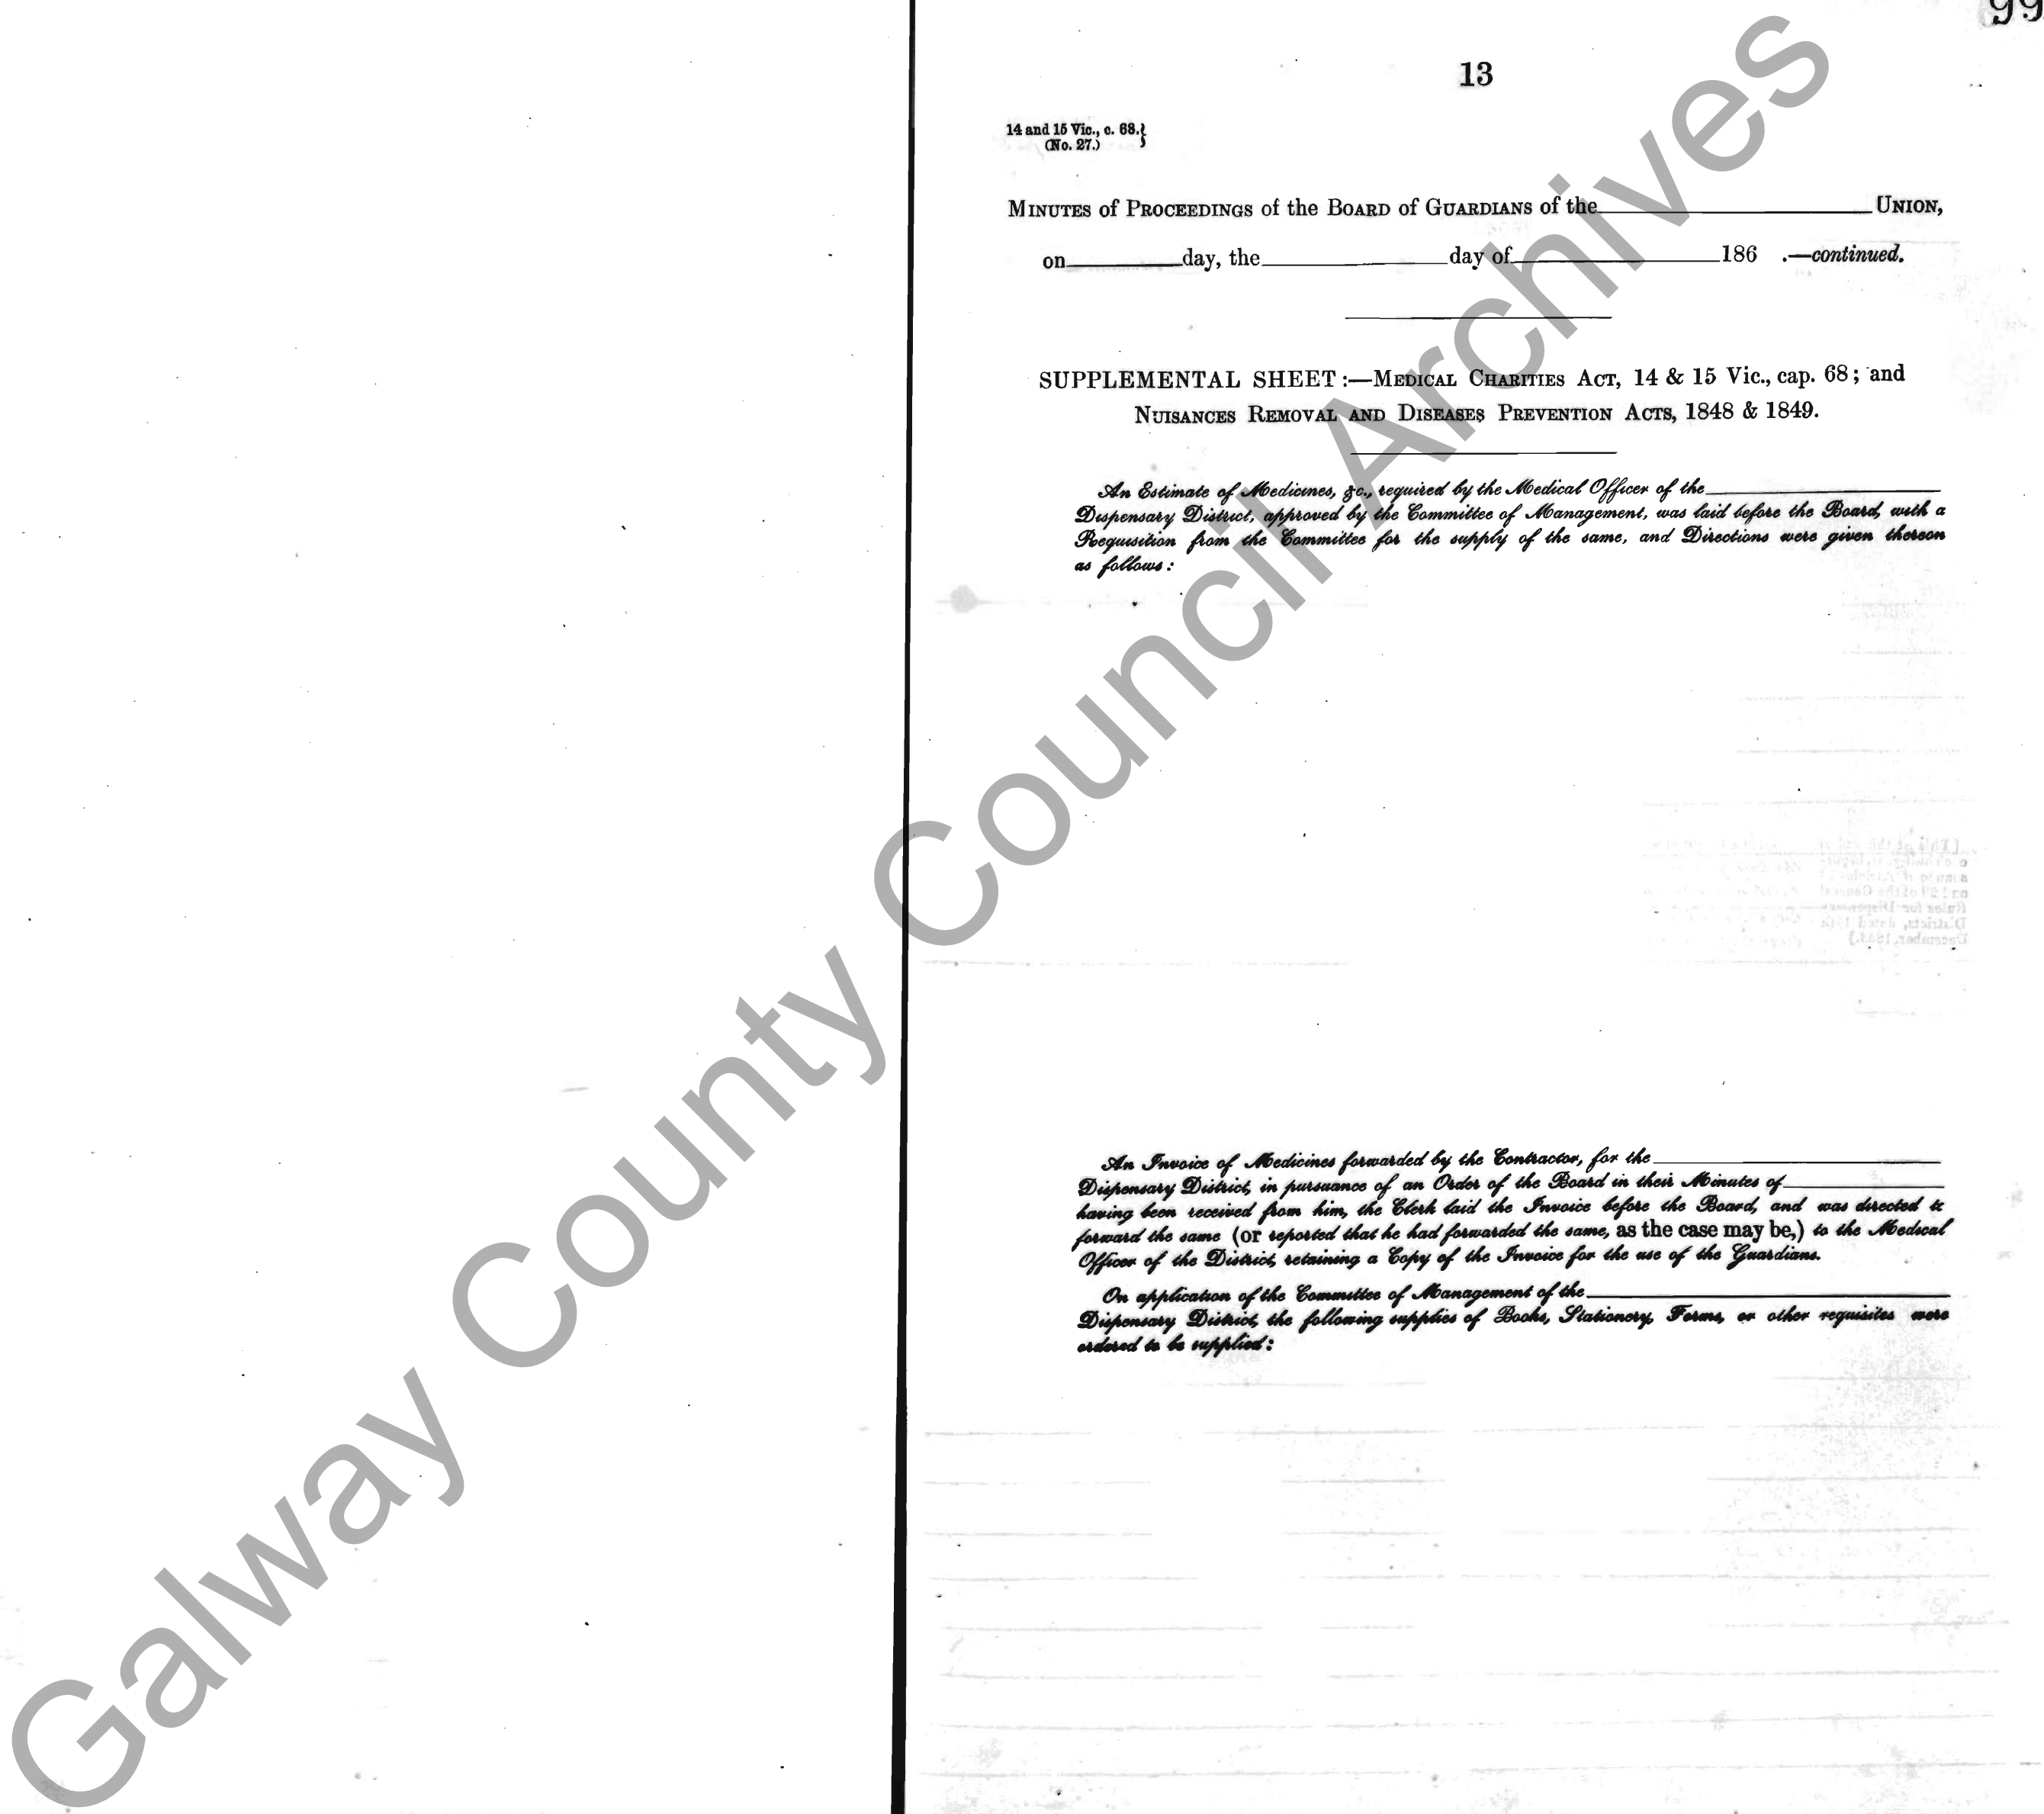 99
13
14 and 15 Vic., c. 68.}
(No. 27.)
MINUTES of PROCEEDINGS of the BOARD of GUARDIANS of the UNION,
on day, the day of 186 .—continued.
SUPPLEMENTAL SHEET :—MEDICAL CHARITIES ACT, 14 & 15 Vic., cap. 68; and
NUISANCES REMOVAL AND DISEASES PREVENTION ACTS, 1848 & 1849.
An Estimate of Medicines, &c., required by the Medical Officer of the
Dispensary District, approved by the Committee of Management, was laid before the Board, with a
Requisition from the Committee for the supply of the same, and Directions were given thereon
as follows :
An Invoice of Medicines forwarded by the Contractor, for the
Dispensary District, in pursuance of an Order of the Board in their Minutes of
having been received from him, the Clerk laid the Invoice before the Board, and was directed to
forward the same (or reported that he had forwarded the same, as the case may be,) to the Medical
Officer of the District, retaining a Copy of the Invoice for the use of the Guardians.
On application of the Committee of Management of the
Dispensary District, the following supplies of Books, Stationery, Forms, or other requisites were
ordered to be supplied :
Galway County Council Archives